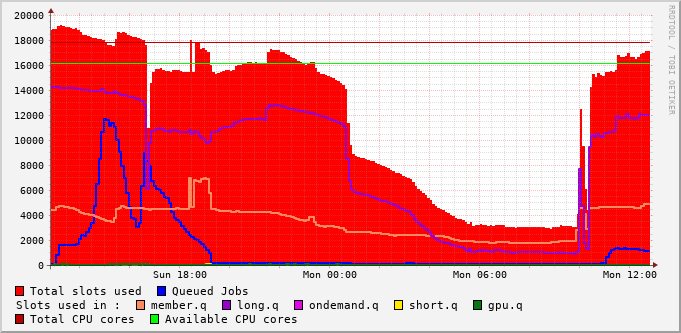 20000
18000
16000
14000
12000
10000
8000
6000
4000
2000
0
Sun 18:00 Mon 00:00 Mon 06:00 Mon 12:00
RRDTOOL / TOBI OETIKER
Total slots used Queued Jobs
Slots used in : member.q long.q ondemand.q short.q gpu.q
Total CPU cores Available CPU cores